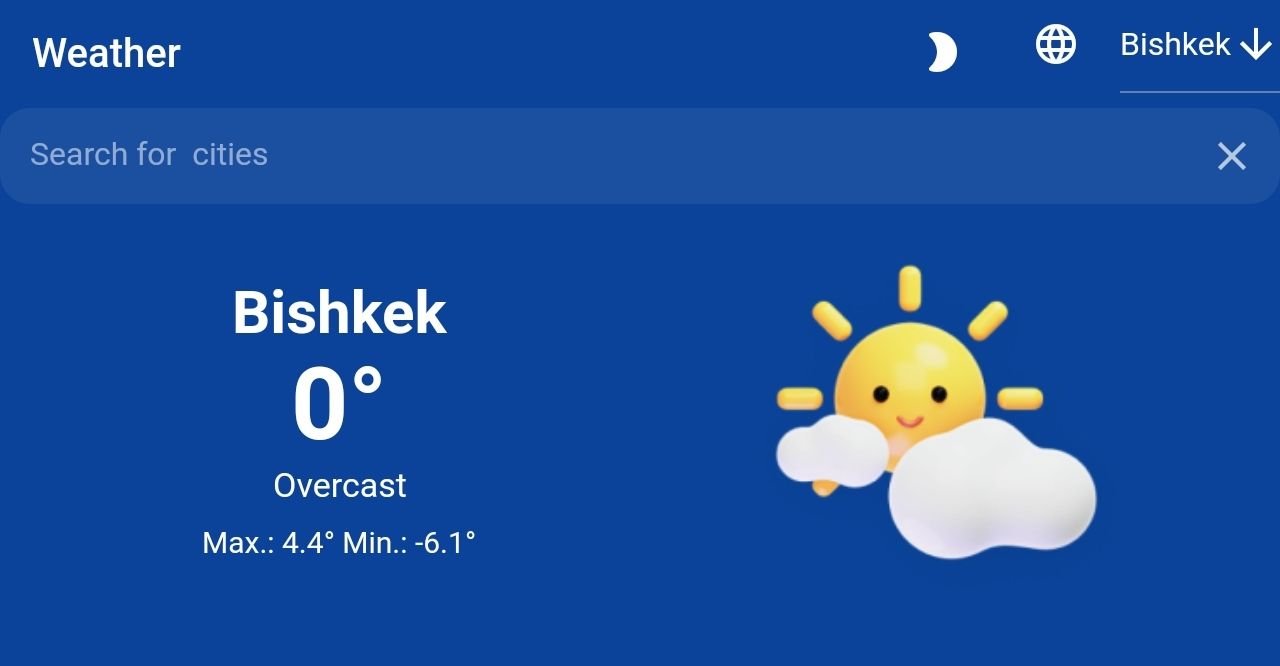 Weather
Bishkek
Search for  cities
Bishkek
0°
Overcast
Max.: 4.4° Min.: -6.1°